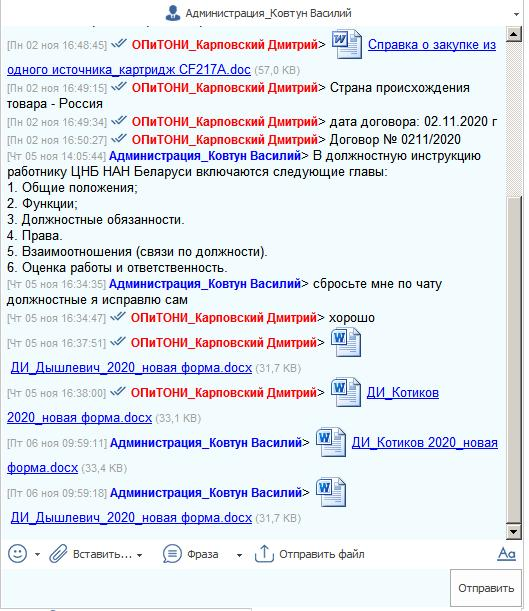 Администрация_Ковтун Василий
[Пн 02 ноя 16:48:45] ОПиТОНИ_Карповский Дмитрий> Справка о закупке из
одного источника_картридж CF217A.doc (57,0 KB)
[Пн 02 ноя 16:49:15] ОПиТОНИ_Карповский Дмитрий> Страна происхождения
товара - Россия
[Пн 02 ноя 16:49:34] ОПиТОНИ_Карповский Дмитрий> дата договора: 02.11.2020 г
[Пн 02 ноя 16:50:27] ОПиТОНИ_Карповский Дмитрий> Договор № 0211/2020
[Чт 05 ноя 14:05:44] Администрация_Ковтун Василий> В должностную инструкцию
работнику ЦНБ НАН Беларуси включаются следующие главы:
1. Общие положения;
2. Функции;
3. Должностные обязанности.
4. Права.
5. Взаимоотношения (связи по должности).
6. Оценка работы и ответственность.
[Чт 05 ноя 16:34:35] Администрация_Ковтун Василий> сбросьте мне по чату
должностные я исправлю сам
[Чт 05 ноя 16:34:47] ОПиТОНИ_Карповский Дмитрий> хорошо
[Чт 05 ноя 16:37:51] ОПиТОНИ_Карповский Дмитрий>
ДИ_Дышлевич_2020_новая форма.docx (31,7 KB)
[Чт 05 ноя 16:38:00] ОПиТОНИ_Карповский Дмитрий> ДИ_Котиков
2020_новая форма.docx (33,1 KB)
[Пт 06 ноя 09:59:11] Администрация_Ковтун Василий> ДИ_Котиков 2020_новая
форма.docx (33,4 KB)
[Пт 06 ноя 09:59:18] Администрация_Ковтун Василий>
ДИ_Дышлевич_2020_новая форма.docx (31,7 KB)
Вставить... Фраза Отправить файл Aa
Отправить